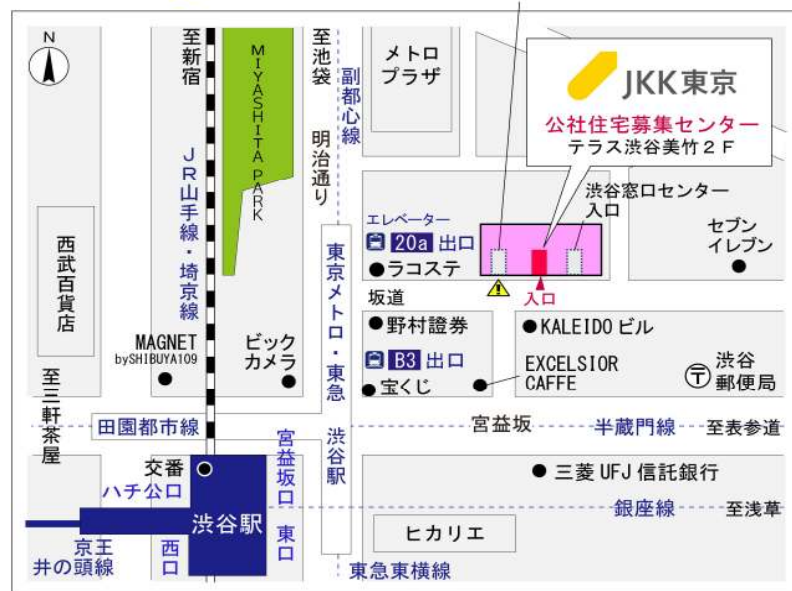 N
至新宿
MIYASHITA PARK
至池袋
明治通り
副都心線
メトロ
プラザ
JKK東京
公社住宅募集センター
テラス渋谷美竹２Ｆ
JR山手線・埼京線
西武百貨店
エレベーター
20a 出口
ラコステ
渋谷窓口センター
入口
セブン
イレブン
入口
坂道
東京メトロ・東急
渋谷駅
MAGNET
bySHIBUYA109
ビック
カメラ
野村證券
KALEIDO ビル
B3 出口
宝くじ
EXCELSIOR
CAFFE
渋谷
郵便局
至三軒茶屋
田園都市線
宮益坂
半蔵門線
至表参道
交番
ハチ公口
宮益坂口
三菱 UFJ 信託銀行
渋谷駅
銀座線
至浅草
京王
井の頭線
西口
東口
ヒカリエ
東急東横線